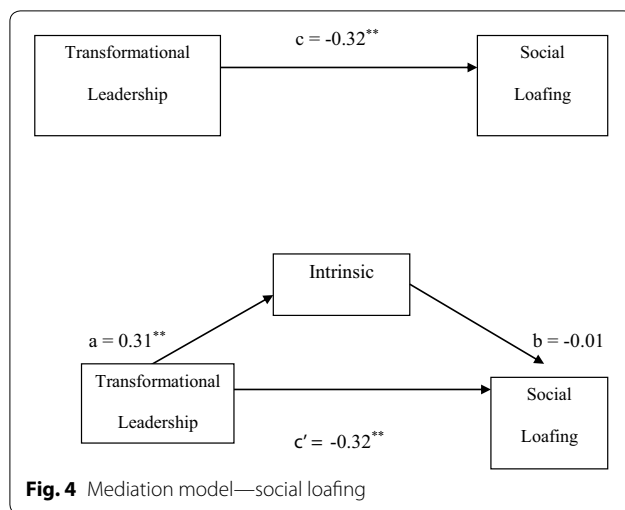 c = -0.32**
Transformational
Leadership
Social
Loafing
Intrinsic
a = 0.31**
b = -0.01
Transformational
Leadership
Social
Loafing
c' = -0.32**
Fig. 4 Mediation model—social loafing